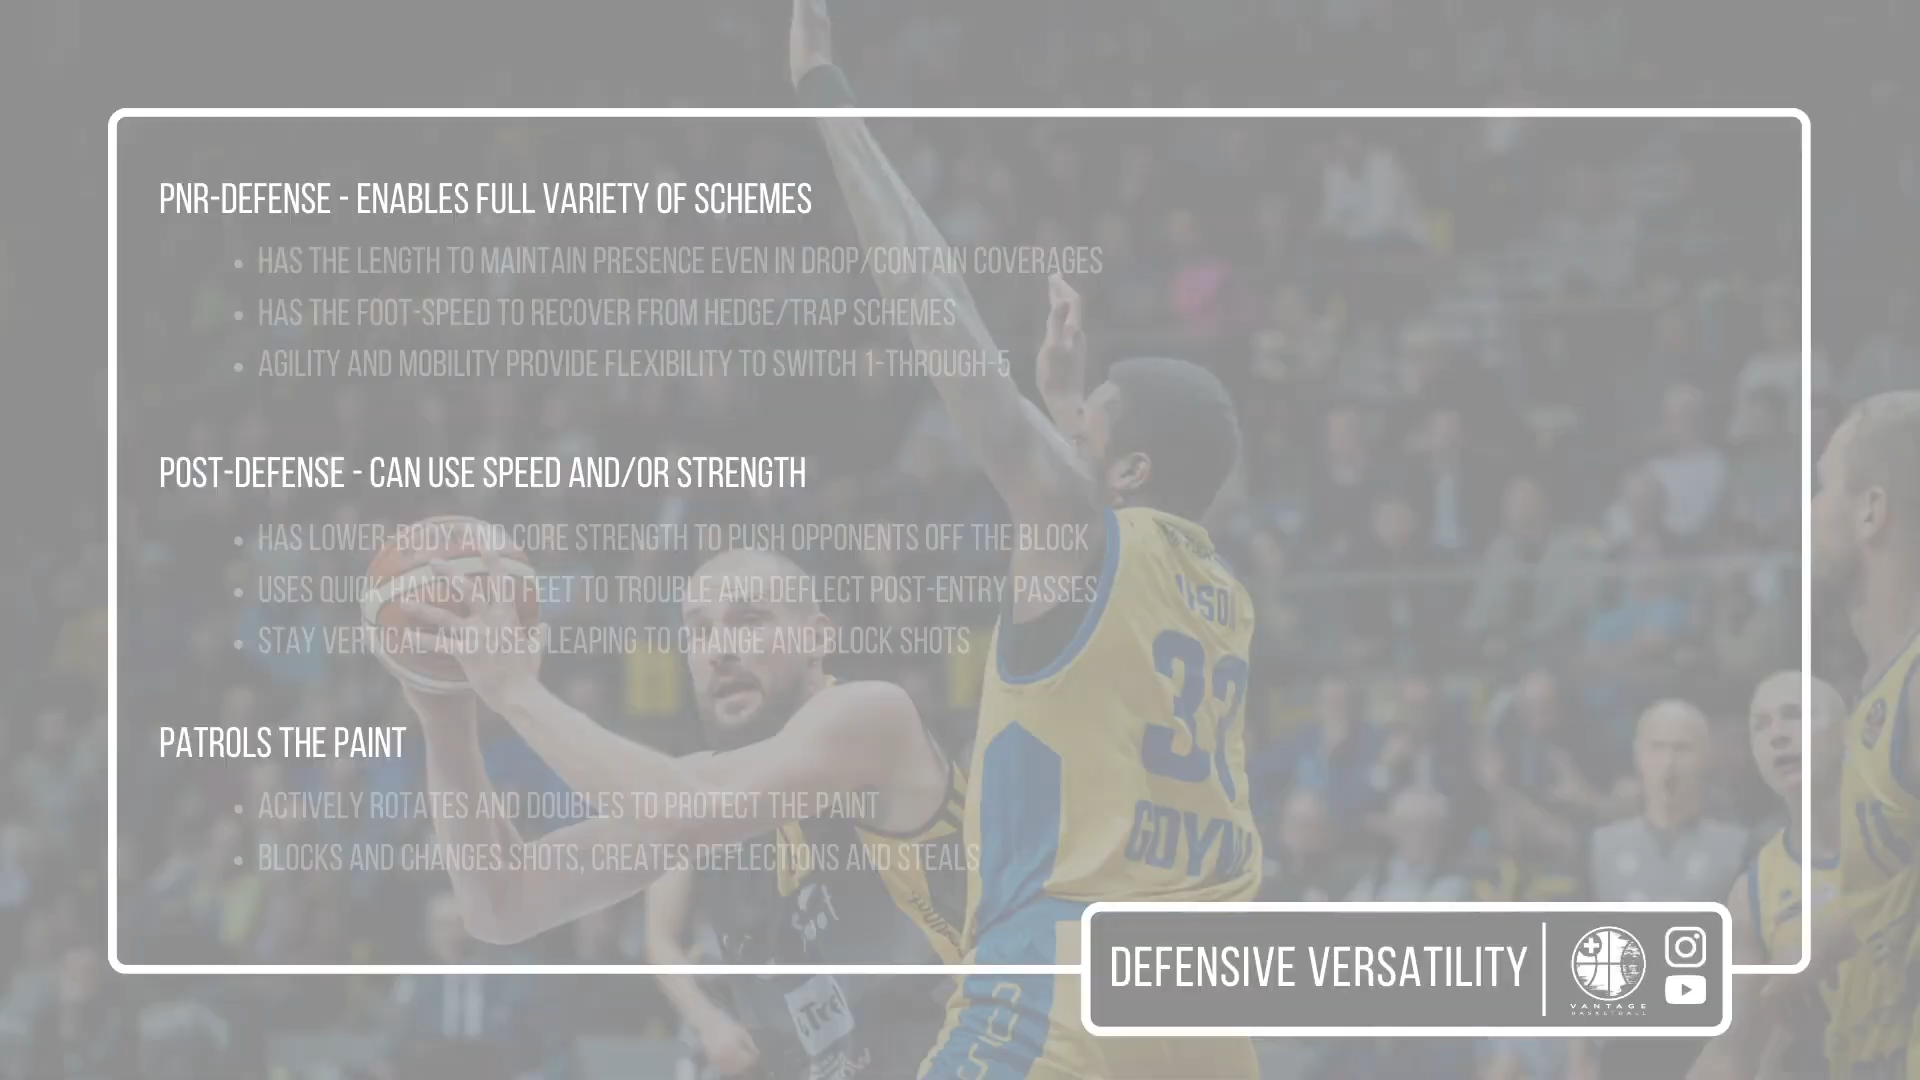 PNR-DEFENSE - ENABLES FULL VARIETY OF SCHEMES
• HAS THE LENGTH TO MAINTAIN PRESENCE EVEN IN DROP/CONTAIN COVERAGES
• HAS THE FOOT-SPEED TO RECOVER FROM HEDGE/TRAP SCHEMES
• AGILITY AND MOBILITY PROVIDE FLEXIBILITY TO SWITCH 1-THROUGH-5
POST-DEFENSE - CAN USE SPEED AND/OR STRENGTH
• HAS LOWER-BODY AND CORE STRENGTH TO PUSH OPPONENTS OFF THE BLOCK
• USES QUICK HANDS AND FEET TO TROUBLE AND DEFLECT POST-ENTRY PASSES
• STAY VERTICAL AND USES LEAPING TO CHANGE AND BLOCK SHOTS
PATROLS THE PAINT
• ACTIVELY ROTATES AND DOUBLES TO PROTECT THE PAINT
• BLOCKS AND CHANGES SHOTS, CREATES DEFLECTIONS AND STEALS
DEFENSIVE VERSATILITY
VANTAGE
BASKETBALL
32